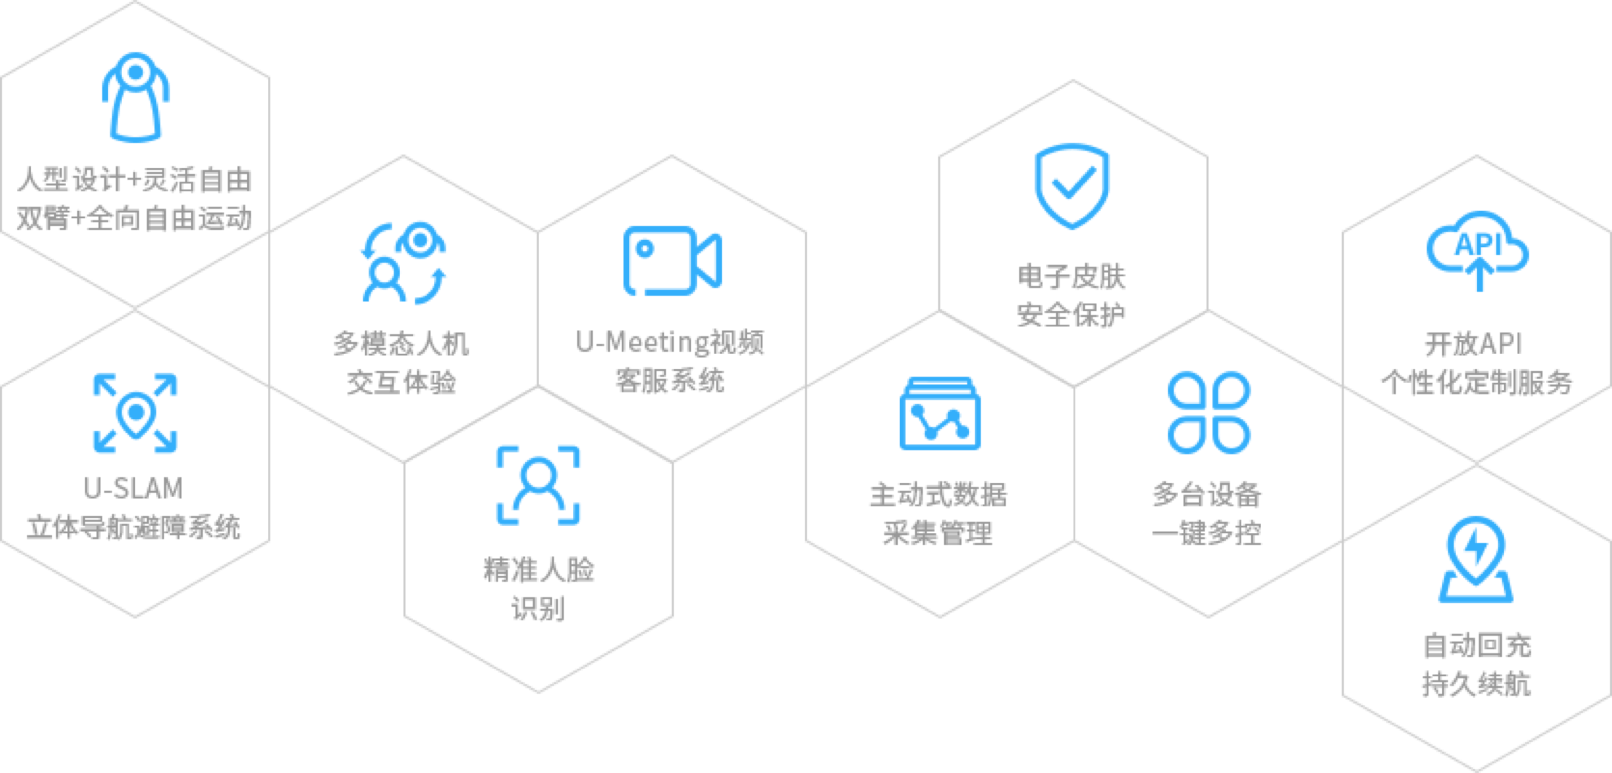 人型设计+灵活自由
双臂+全向自由运动
U-SLAM
立体导航避障系统
多模态人机
交互体验
U-Meeting视频
客服系统
精准人脸
识别
电子皮肤
安全保护
主动式数据
采集管理
多台设备
一键多控
API
开放API
个性化定制服务
自动回充
持久续航